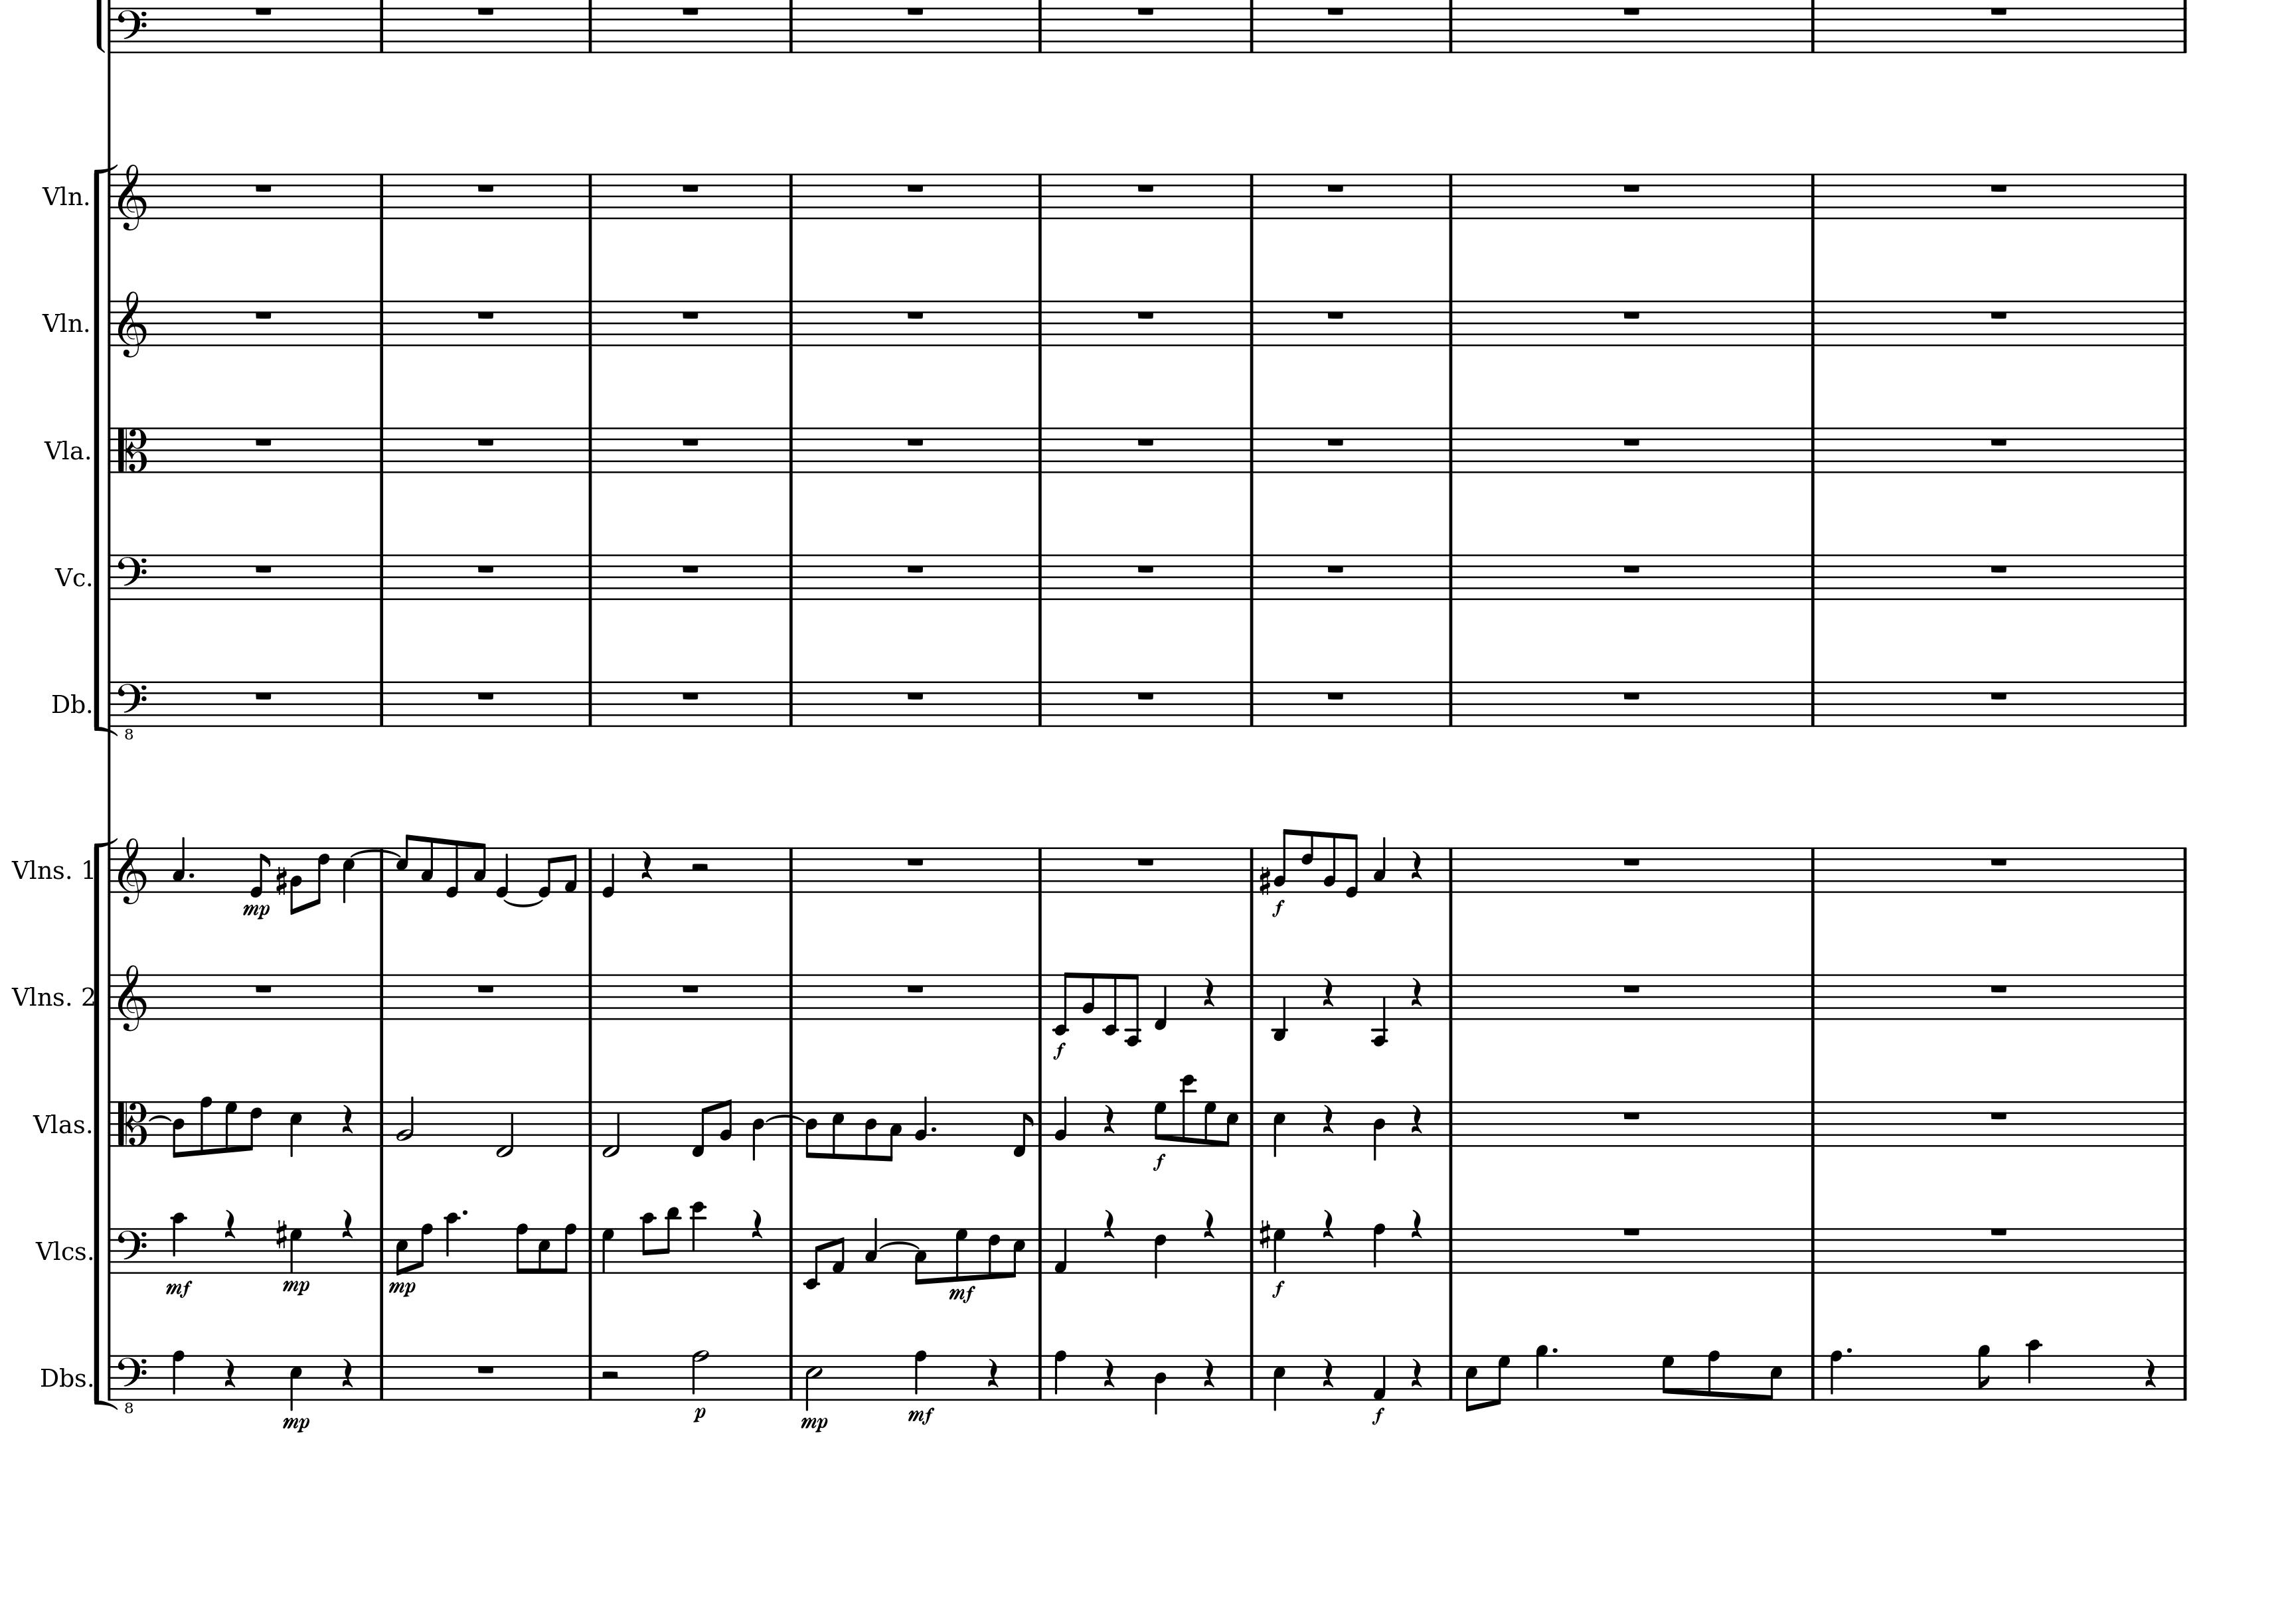 Vln.
Vln.
Vla.
Vc.
Db.
8
Vlns. 1
mp
f
Vlns. 2
f
Vlas.
f
Vlcs.
mf mp mp mf f
Dbs.
8 mp p mp mf f